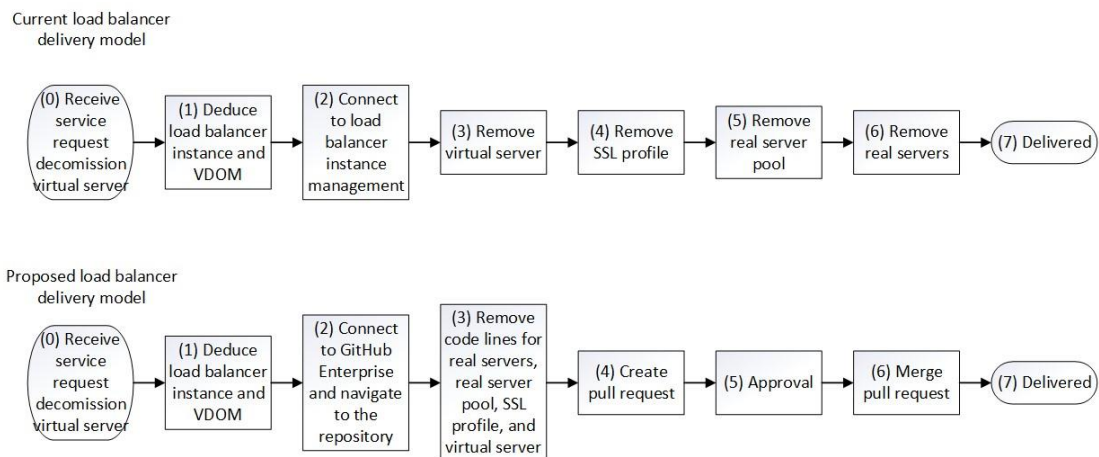 Current load balancer
delivery model
(0) Receive
service
request
decomission
virtual server
(1) Deduce
load balancer
instance and
VDOM
(2) Connect
to load
balancer
instance
management
(3) Remove
virtual server
(4) Remove
SSL profile
(5) Remove
real server
pool
(6) Remove
real servers
(7) Delivered
Proposed load balancer
delivery model
(0) Receive
service
request
decomission
virtual server
(1) Deduce
load balancer
instance and
VDOM
(2) Connect
to GitHub
Enterprise
and navigate
to the
repository
(3) Remove
code lines for
real servers,
real server
pool, SSL
profile, and
virtual server
(4) Create
pull request
(5) Approval
(6) Merge
pull request
(7) Delivered